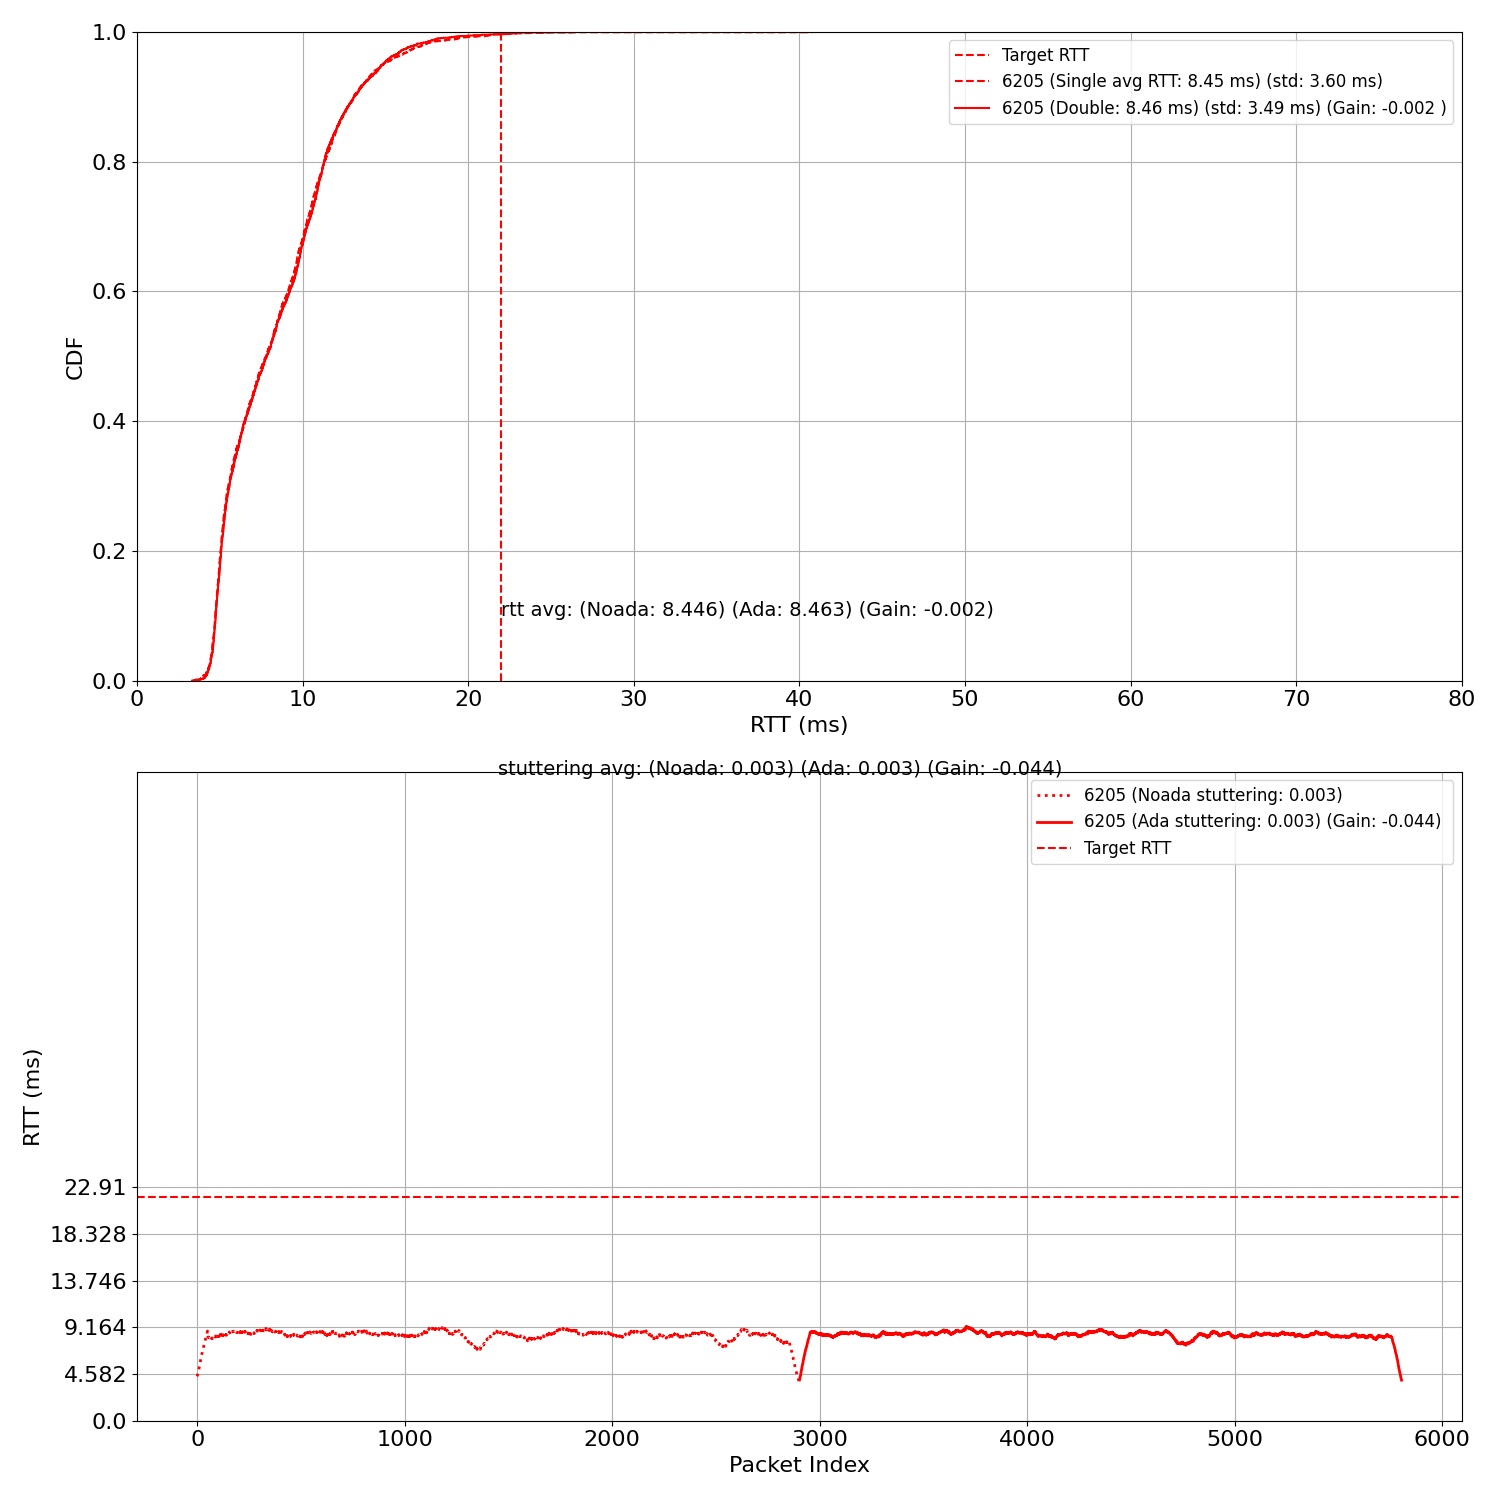 1.0
0.8
0.6
0.4
0.2
0.0
CDF
Target RTT
6205 (Single avg RTT: 8.45 ms) (std: 3.60 ms)
6205 (Double: 8.46 ms) (std: 3.49 ms) (Gain: -0.002 )
rtt avg: (Noada: 8.446) (Ada: 8.463) (Gain: -0.002)
0 10 20 30 40 50 60 70 80
RTT (ms)
stuttering avg: (Noada: 0.003) (Ada: 0.003) (Gain: -0.044)
6205 (Noada stuttering: 0.003)
6205 (Ada stuttering: 0.003) (Gain: -0.044)
Target RTT
RTT (ms)
22.91
18.328
13.746
9.164
4.582
0.0
0 1000 2000 3000 4000 5000 6000
Packet Index